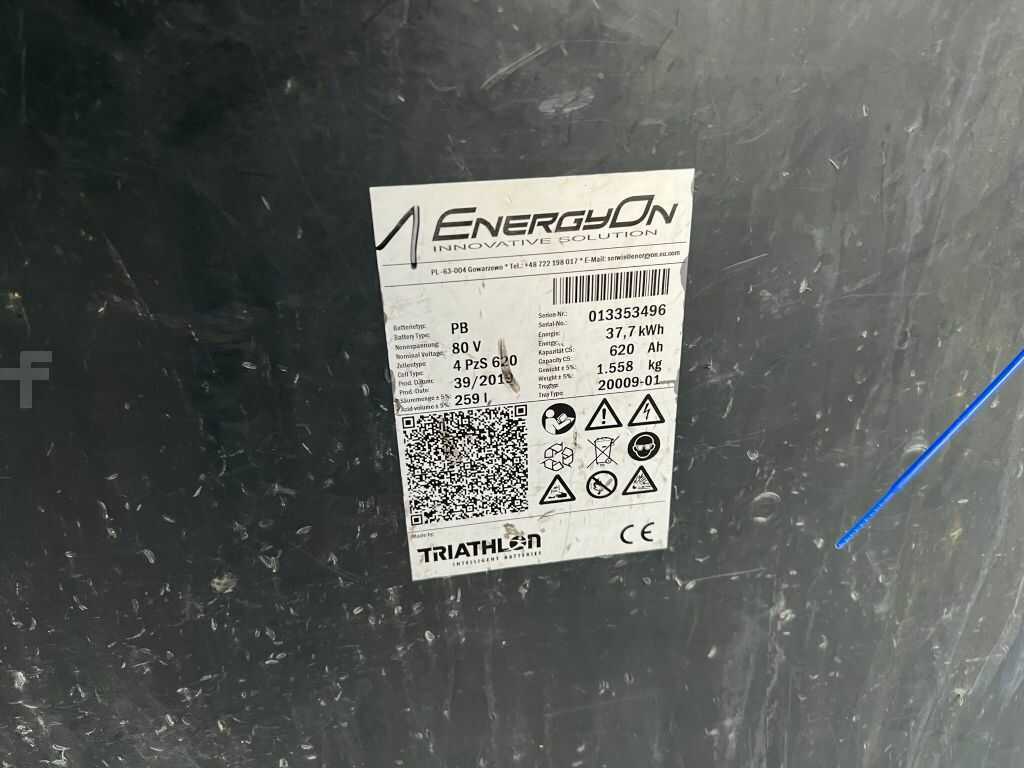 ENERGYON
INNOVATIVE SOLUTION
PL-63-004 Gowarzewo * Tel.: +48 722 198 017 * E-Mail: serwis@energyon.eu.com
Batterietyp:
Battery Type:
PB
Nennspannung:
Nominal Voltage:
80 V
Zellentype:
Cell Type:
4 PzS 620
Prod. Datum:
Prod.-Date:
39/2019
Säuremenge ± 5%:
Acid volume ± 5%:
259 l
Serien Nr.:
Serial-No.:
013353496
Energie:
Energy:
37,7 kWh
Kapazität C5:
Capacity C5:
620 Ah
Gewicht ± 5%:
Weight ± 5%:
1.558 kg
Trogtyp:
Tray Type:
20009-01
Made by:
TRIATHLON
INTELLIGENT BATTERIES
CE
f